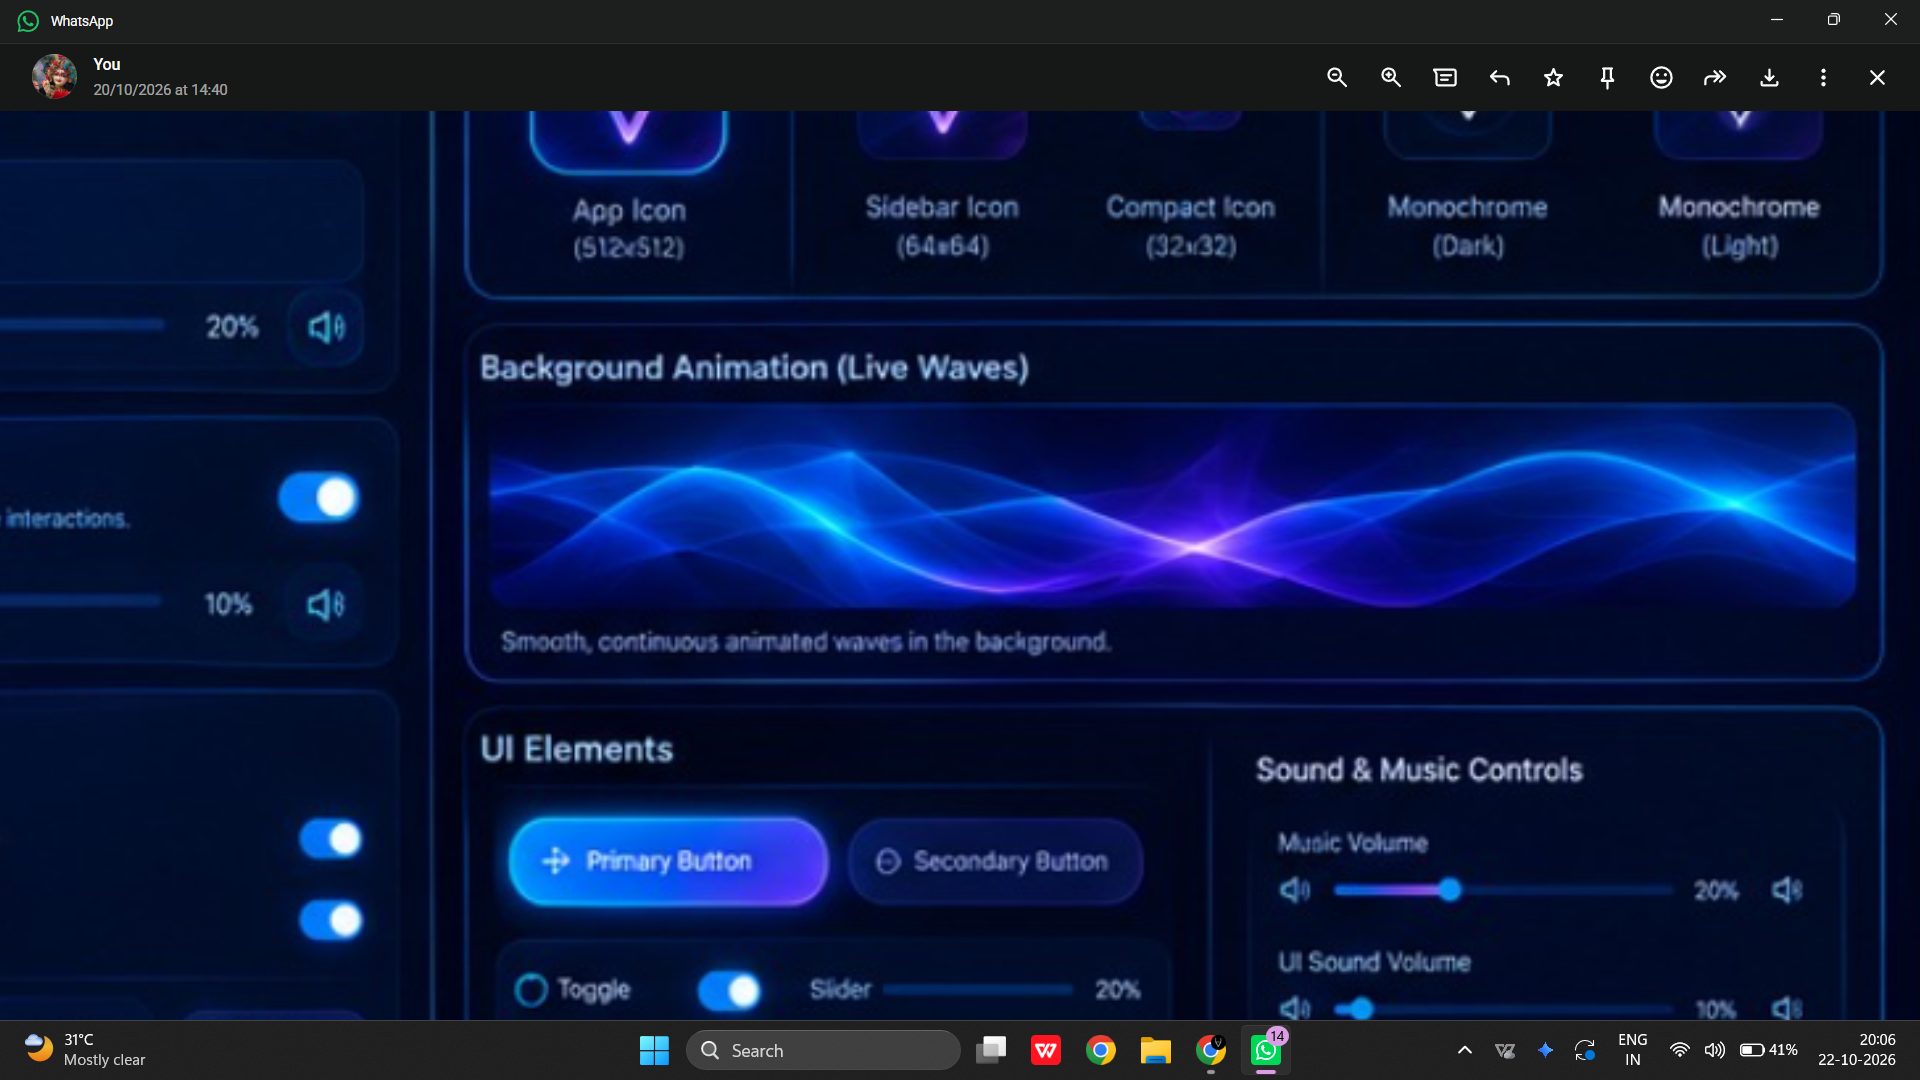 WhatsApp
You
20/10/2026 at 14:40
App Icon
(512x512)
Sidebar Icon
(64x64)
Compact Icon
(32x32)
Monochrome
(Dark)
Monochrome
(Light)
20%
interactions.
10%
Background Animation (Live Waves)
Smooth, continuous animated waves in the background.
UI Elements
Primary Button
Secondary Button
Toggle
Slider
20%
Sound & Music Controls
Music Volume
20%
UI Sound Volume
10%
31°C
Mostly clear
Search
14
ENG
IN
41%
20:06
22-10-2026